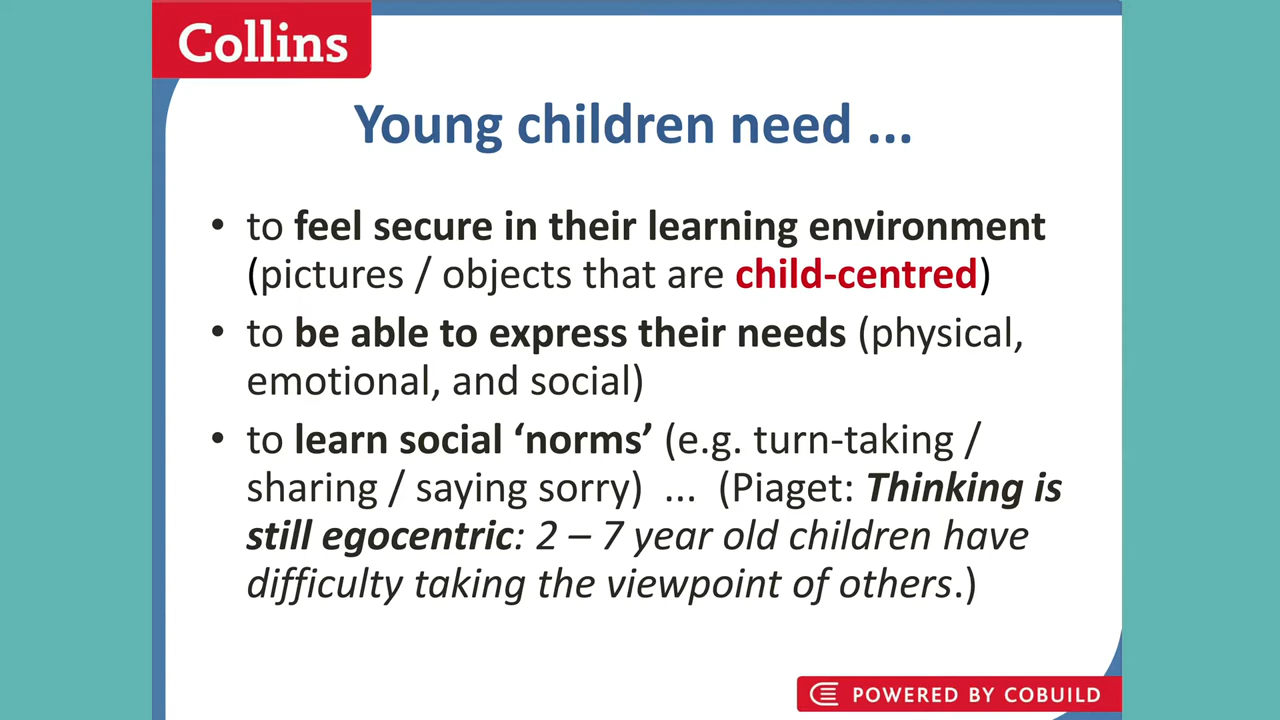 Collins
Young children need ...
• to feel secure in their learning environment
(pictures / objects that are child-centred)
• to be able to express their needs (physical,
emotional, and social)
• to learn social ‘norms’ (e.g. turn-taking /
sharing / saying sorry) ... (Piaget: Thinking is
still egocentric: 2 – 7 year old children have
difficulty taking the viewpoint of others.)
POWERED BY COBUILD